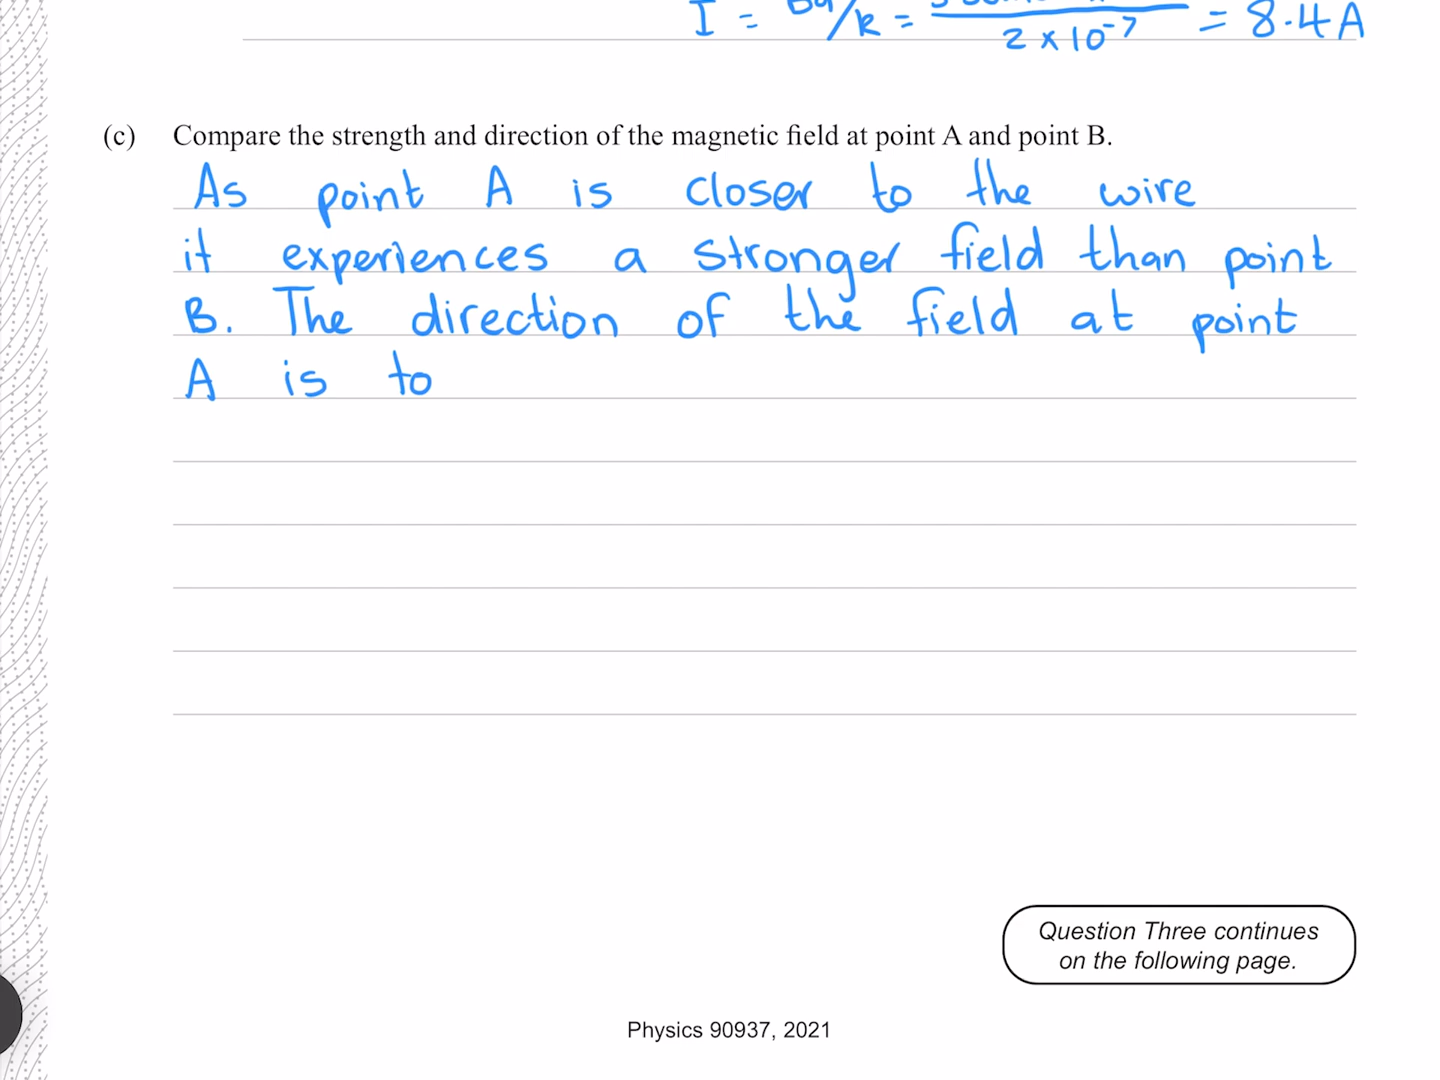 I = /k = 2 × 10⁻⁷ = 8.4 A
(c) Compare the strength and direction of the magnetic field at point A and point B.
As point A is closer to the wire
it experiences a stronger field than point
B. The direction of the field at point
A is to
Question Three continues
on the following page.
Physics 90937, 2021